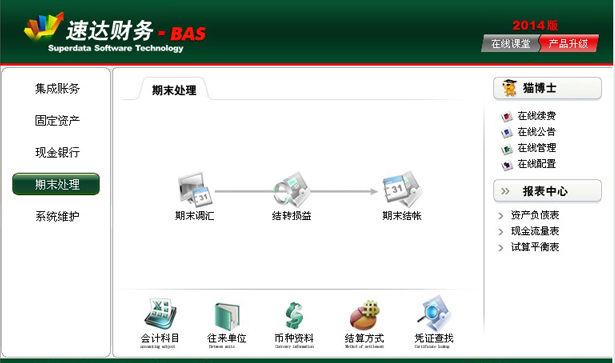 速达财务-BAS
Superdata Software Technology
2014版
在线课堂
产品升级
集成账务
固定资产
现金银行
期末处理
系统维护
期末处理
期末调汇
结转损益
期末结帐
31
31
会计科目
accounting subject
往来单位
Between units
币种资料
Currency information
结算方式
Method of settlement
凭证查找
Certificate lookup
猫博士
在线续费
在线公告
在线管理
在线配置
报表中心
资产负债表
现金流量表
试算平衡表